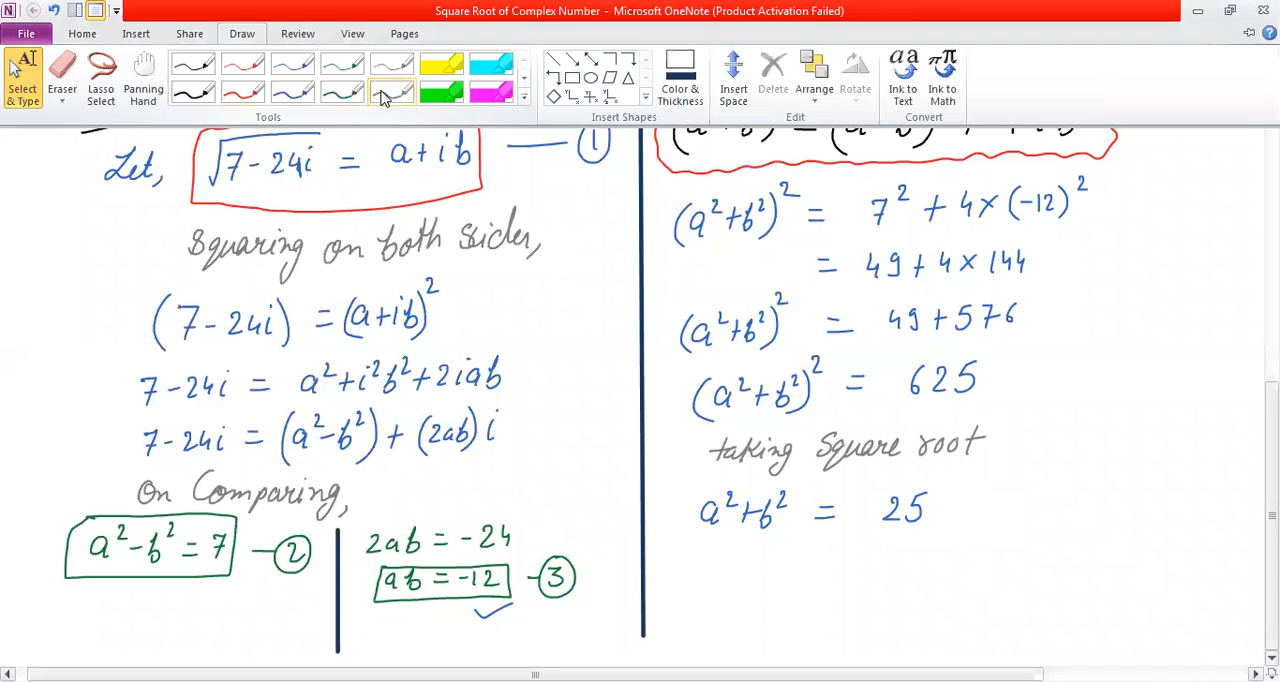 Square Root of Complex Number - Microsoft OneNote (Product Activation Failed)
File Home Insert Share Draw Review View Pages
Select & Type
Eraser
Lasso Select
Panning Hand
Color & Thickness
Insert Space
Delete
Arrange
Rotate
Ink to Text
Ink to Math
Tools
Insert Shapes
Edit
Convert
Let, √7-24i = a+ib — 1
Squaring on both sides,
(7-24i) = (a+ib)²
7-24i = a²+i²b²+2iab
7-24i = (a²-b²) + (2ab) i
On Comparing,
a²-b² = 7 — 2
2ab = -24
ab = -12 — 3
(a²+b²)² = 7² + 4×(-12)²
= 49+4×144
(a²+b²)² = 49+576
(a²+b²)² = 625
taking Square root
a²+b² = 25